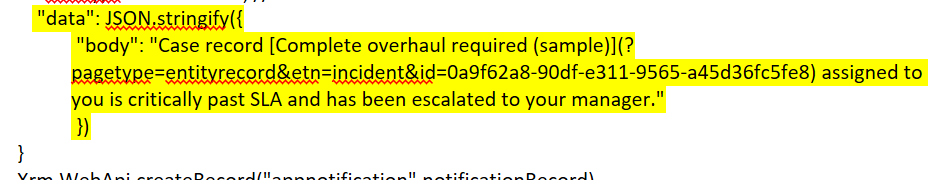 "data": JSON.stringify({
"body": "Case record [Complete overhaul required (sample)](?
pagetype=entityrecord&etn=incident&id=0a9f62a8-90df-e311-9565-a45d36fc5fe8) assigned to
you is critically past SLA and has been escalated to your manager."
})
}
Xrm.WebApi.createRecord("appnotification",notificationRecord)